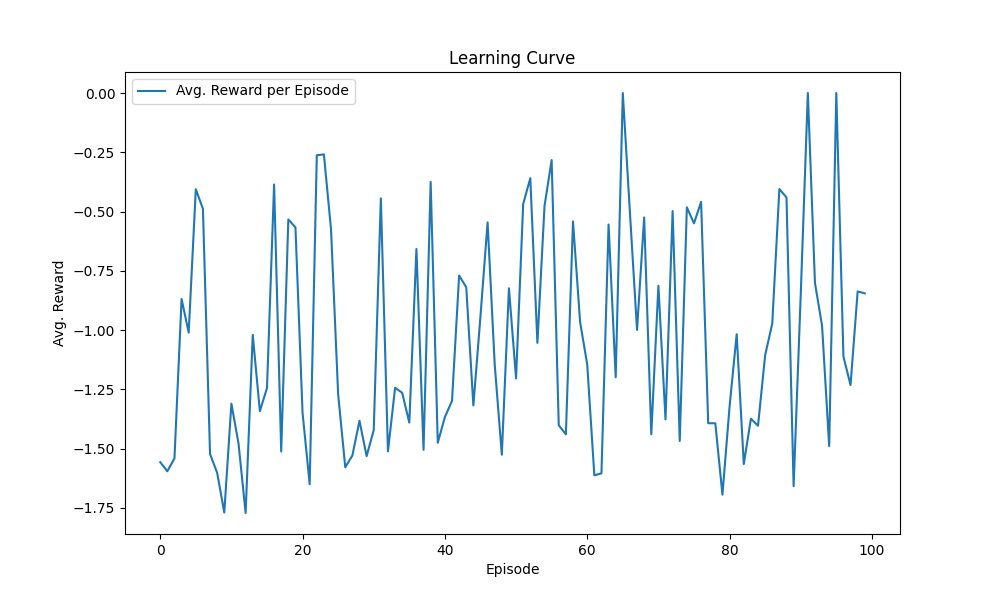 Learning Curve
Avg. Reward per Episode
0.00
−0.25
−0.50
−0.75
−1.00
−1.25
−1.50
−1.75
Avg. Reward
0 20 40 60 80 100
Episode